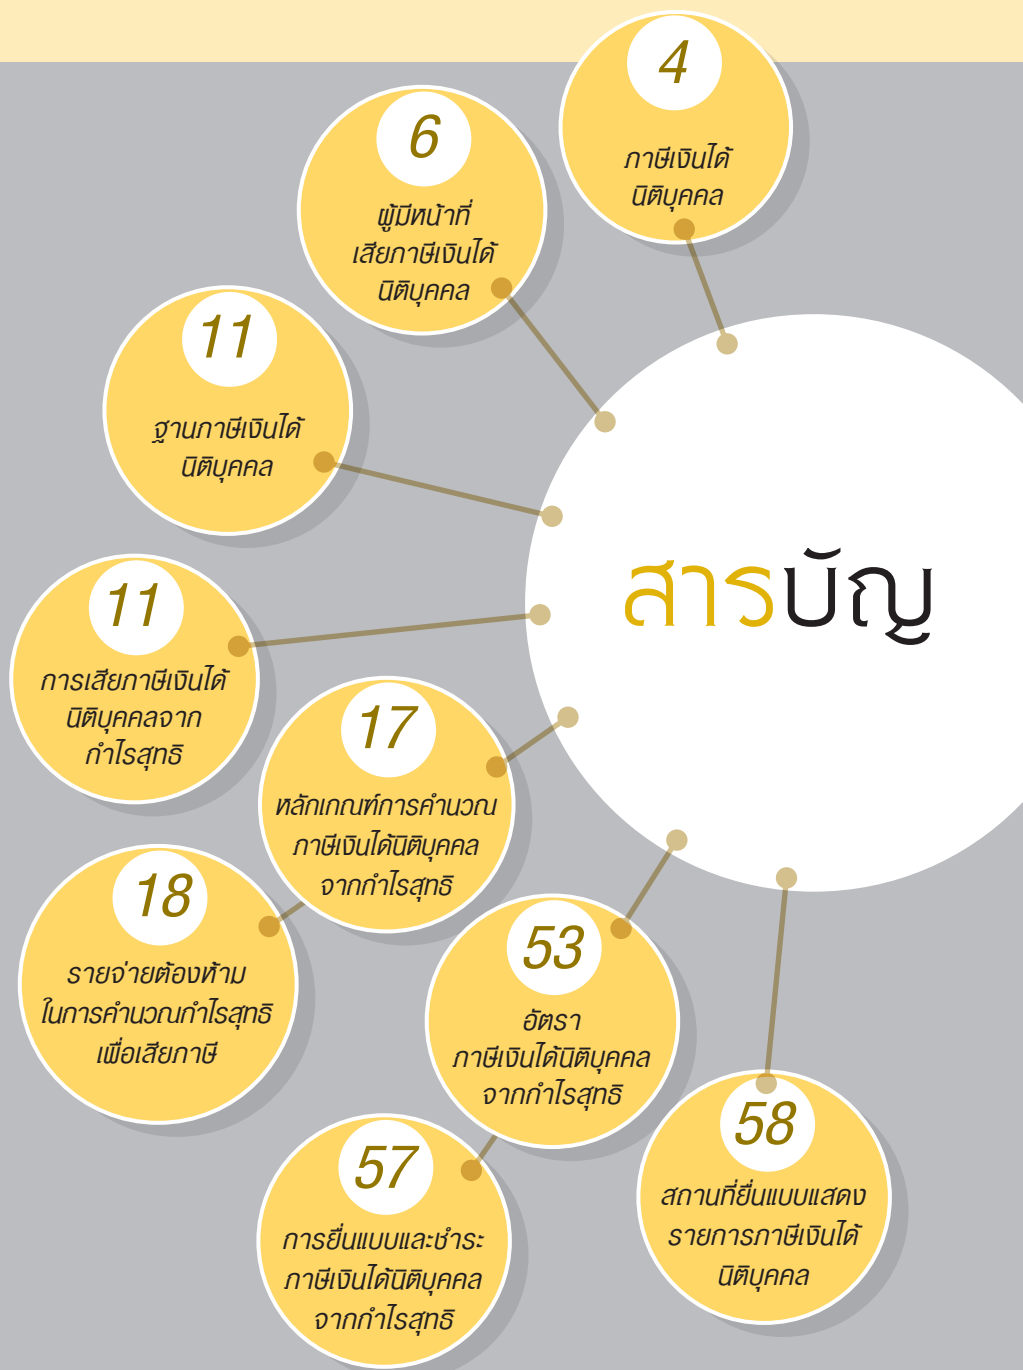 สารบัญ
4
ภาษีเงินได้
นิติบุคคล
6
ผู้มีหน้าที่
เสียภาษีเงินได้
นิติบุคคล
11
ฐานภาษีเงินได้
นิติบุคคล
11
การเสียภาษีเงินได้
นิติบุคคลจาก
กำไรสุทธิ
17
หลักเกณฑ์การคำนวณ
ภาษีเงินได้นิติบุคคล
จากกำไรสุทธิ
18
รายจ่ายต้องห้าม
ในการคำนวณกำไรสุทธิ
เพื่อเสียภาษี
53
อัตรา
ภาษีเงินได้นิติบุคคล
จากกำไรสุทธิ
57
การยื่นแบบและชำระ
ภาษีเงินได้นิติบุคคล
จากกำไรสุทธิ
58
สถานที่ยื่นแบบแสดง
รายการภาษีเงินได้
นิติบุคคล